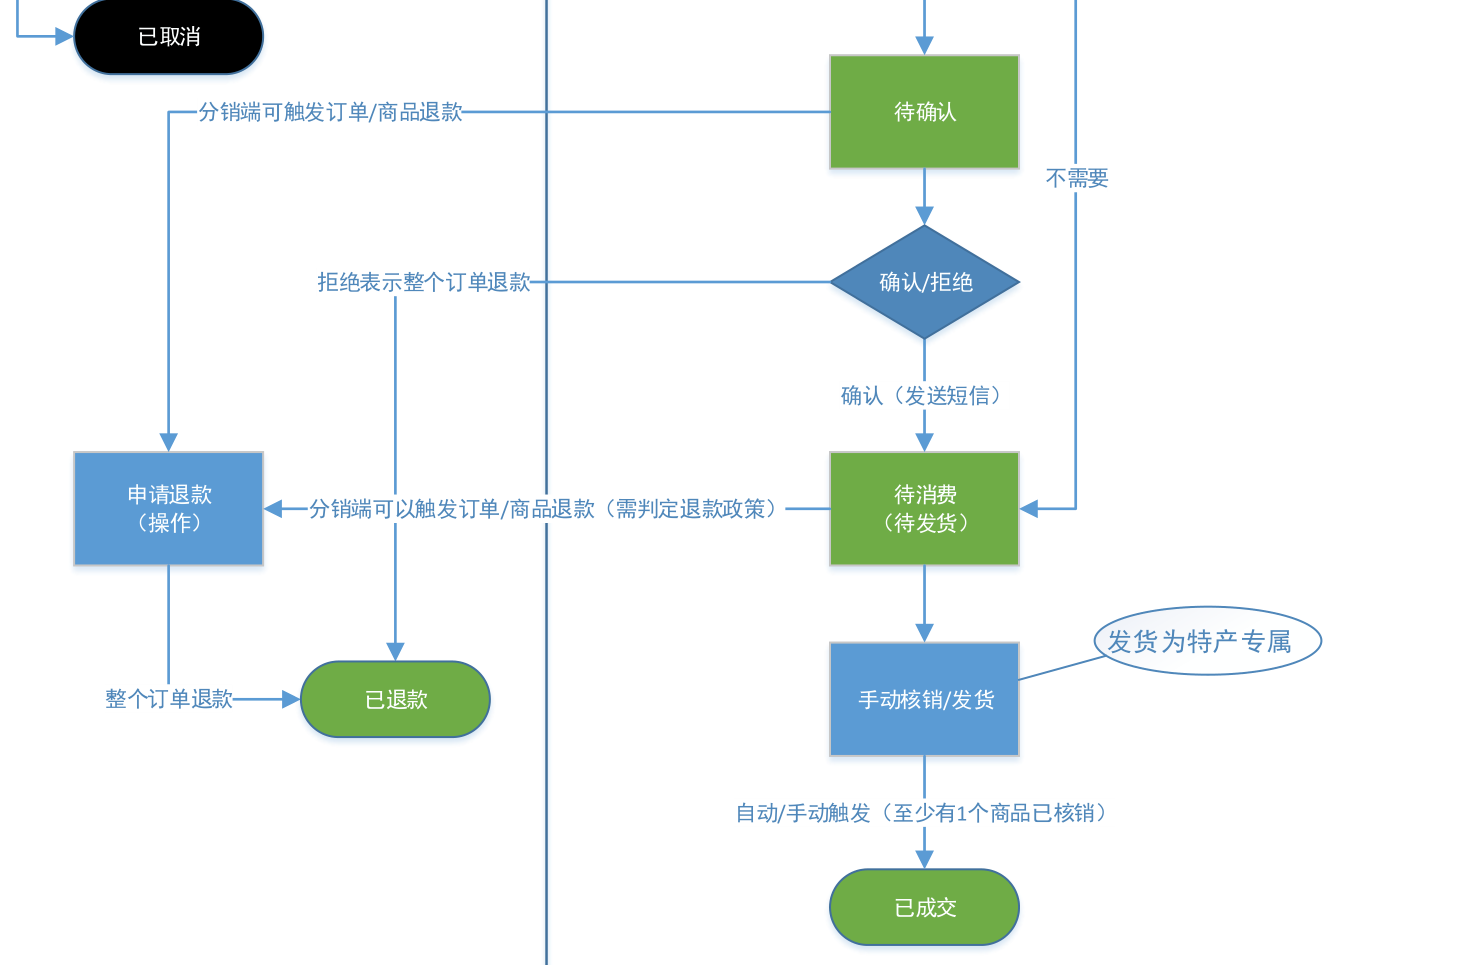 已取消
分销端可触发订单/商品退款
待确认
不需要
拒绝表示整个订单退款
确认/拒绝
确认（发送短信）
申请退款
（操作）
分销端可以触发订单/商品退款（需判定退款政策）
待消费
（待发货）
发货为特产专属
整个订单退款
已退款
手动核销/发货
自动/手动触发（至少有1个商品已核销）
已成交